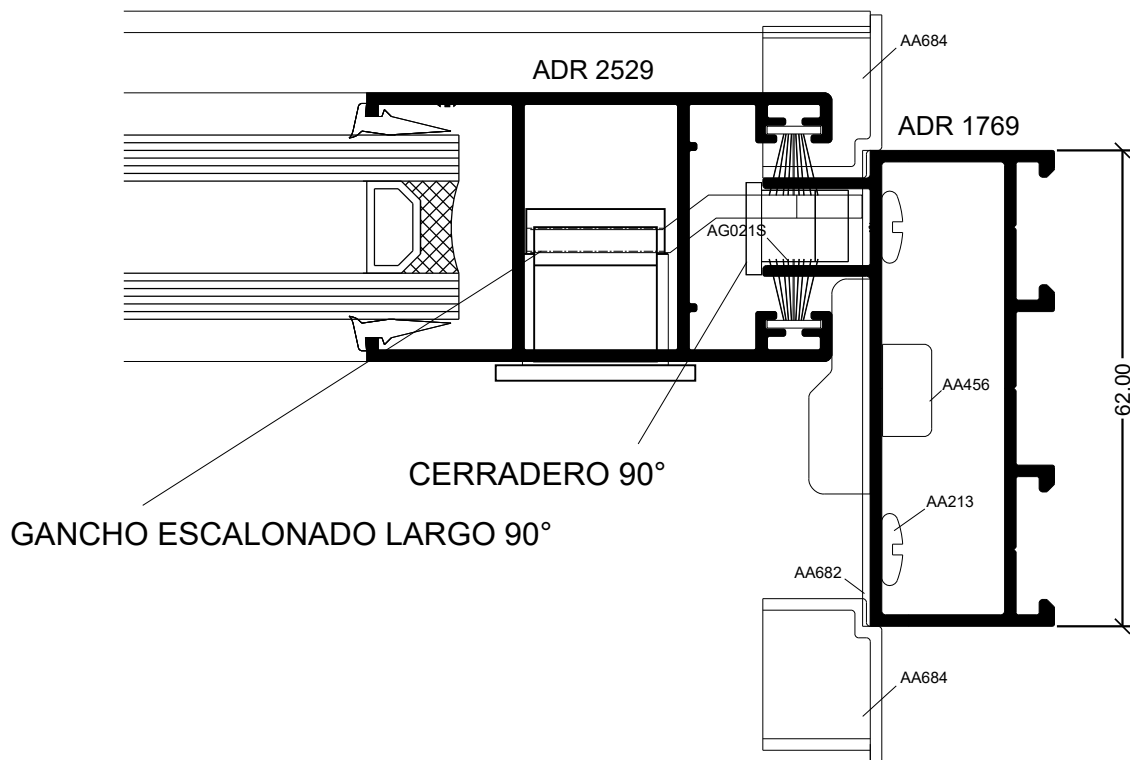 AA684
ADR 2529
ADR 1769
AG021S
AA456
62.00
CERRADERO 90°
GANCHO ESCALONADO LARGO 90°
AA213
AA682
AA684